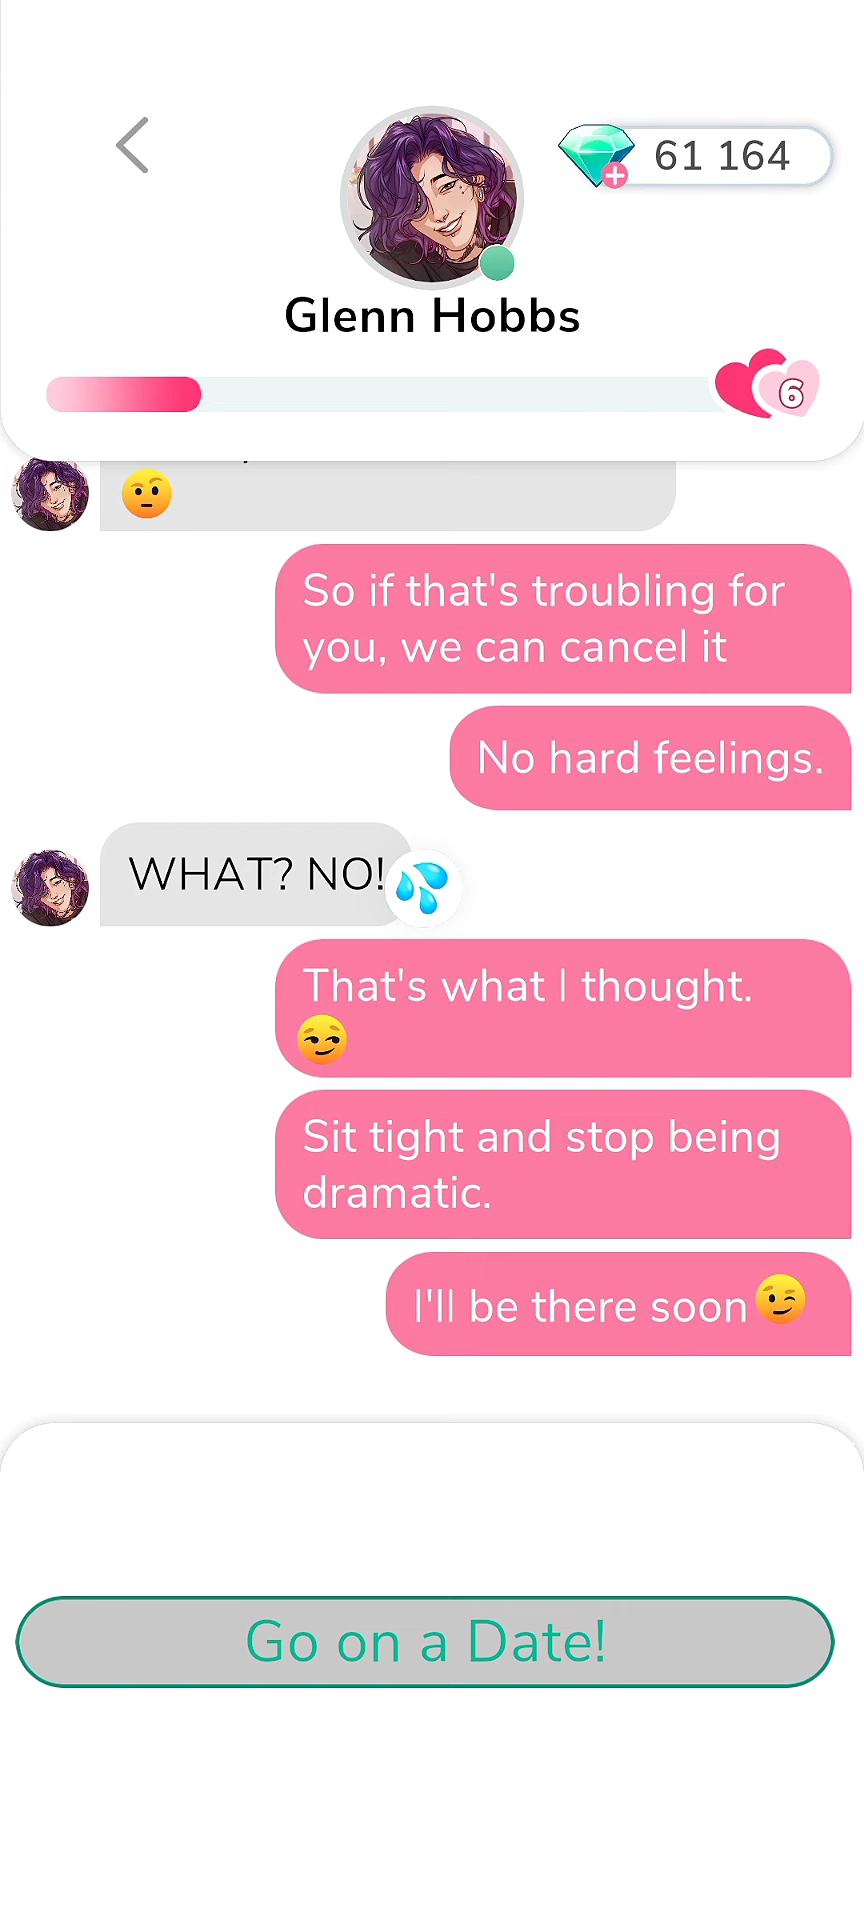 61 164
Glenn Hobbs
6
🤨
So if that's troubling for
you, we can cancel it
No hard feelings.
WHAT? NO!
💦
That's what I thought.
😏
Sit tight and stop being
dramatic.
I'll be there soon😉
Go on a Date!